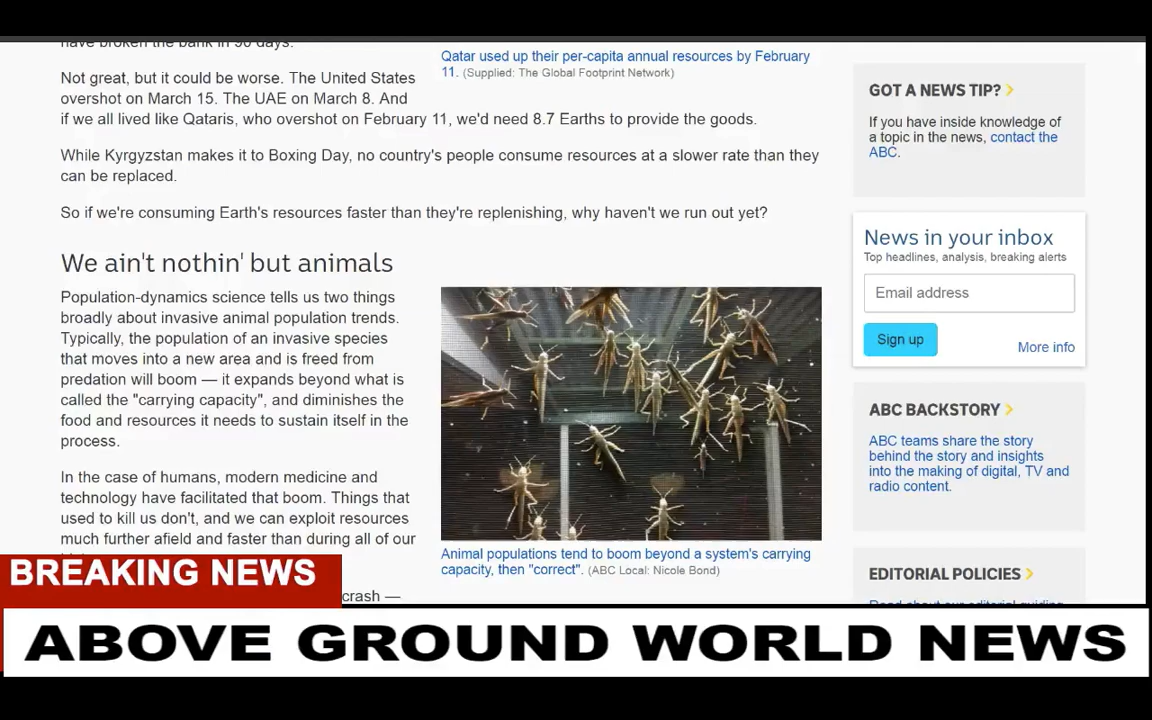 Qatar used up their per-capita annual resources by February
11. (Supplied: The Global Footprint Network)
Not great, but it could be worse. The United States
overshot on March 15. The UAE on March 8. And
if we all lived like Qataris, who overshot on February 11, we'd need 8.7 Earths to provide the goods.
While Kyrgyzstan makes it to Boxing Day, no country's people consume resources at a slower rate than they
can be replaced.
So if we're consuming Earth's resources faster than they're replenishing, why haven't we run out yet?
We ain't nothin' but animals
Population-dynamics science tells us two things
broadly about invasive animal population trends.
Typically, the population of an invasive species
that moves into a new area and is freed from
predation will boom — it expands beyond what is
called the "carrying capacity", and diminishes the
food and resources it needs to sustain itself in the
process.
In the case of humans, modern medicine and
technology have facilitated that boom. Things that
used to kill us don't, and we can exploit resources
much further afield and faster than during all of our
crash —
Animal populations tend to boom beyond a system's carrying
capacity, then "correct". (ABC Local: Nicole Bond)
GOT A NEWS TIP?
If you have inside knowledge of
a topic in the news, contact the
ABC.
News in your inbox
Top headlines, analysis, breaking alerts
Email address
Sign up
More info
ABC BACKSTORY
ABC teams share the story
behind the story and insights
into the making of digital, TV and
radio content.
EDITORIAL POLICIES
BREAKING NEWS
ABOVE GROUND WORLD NEWS